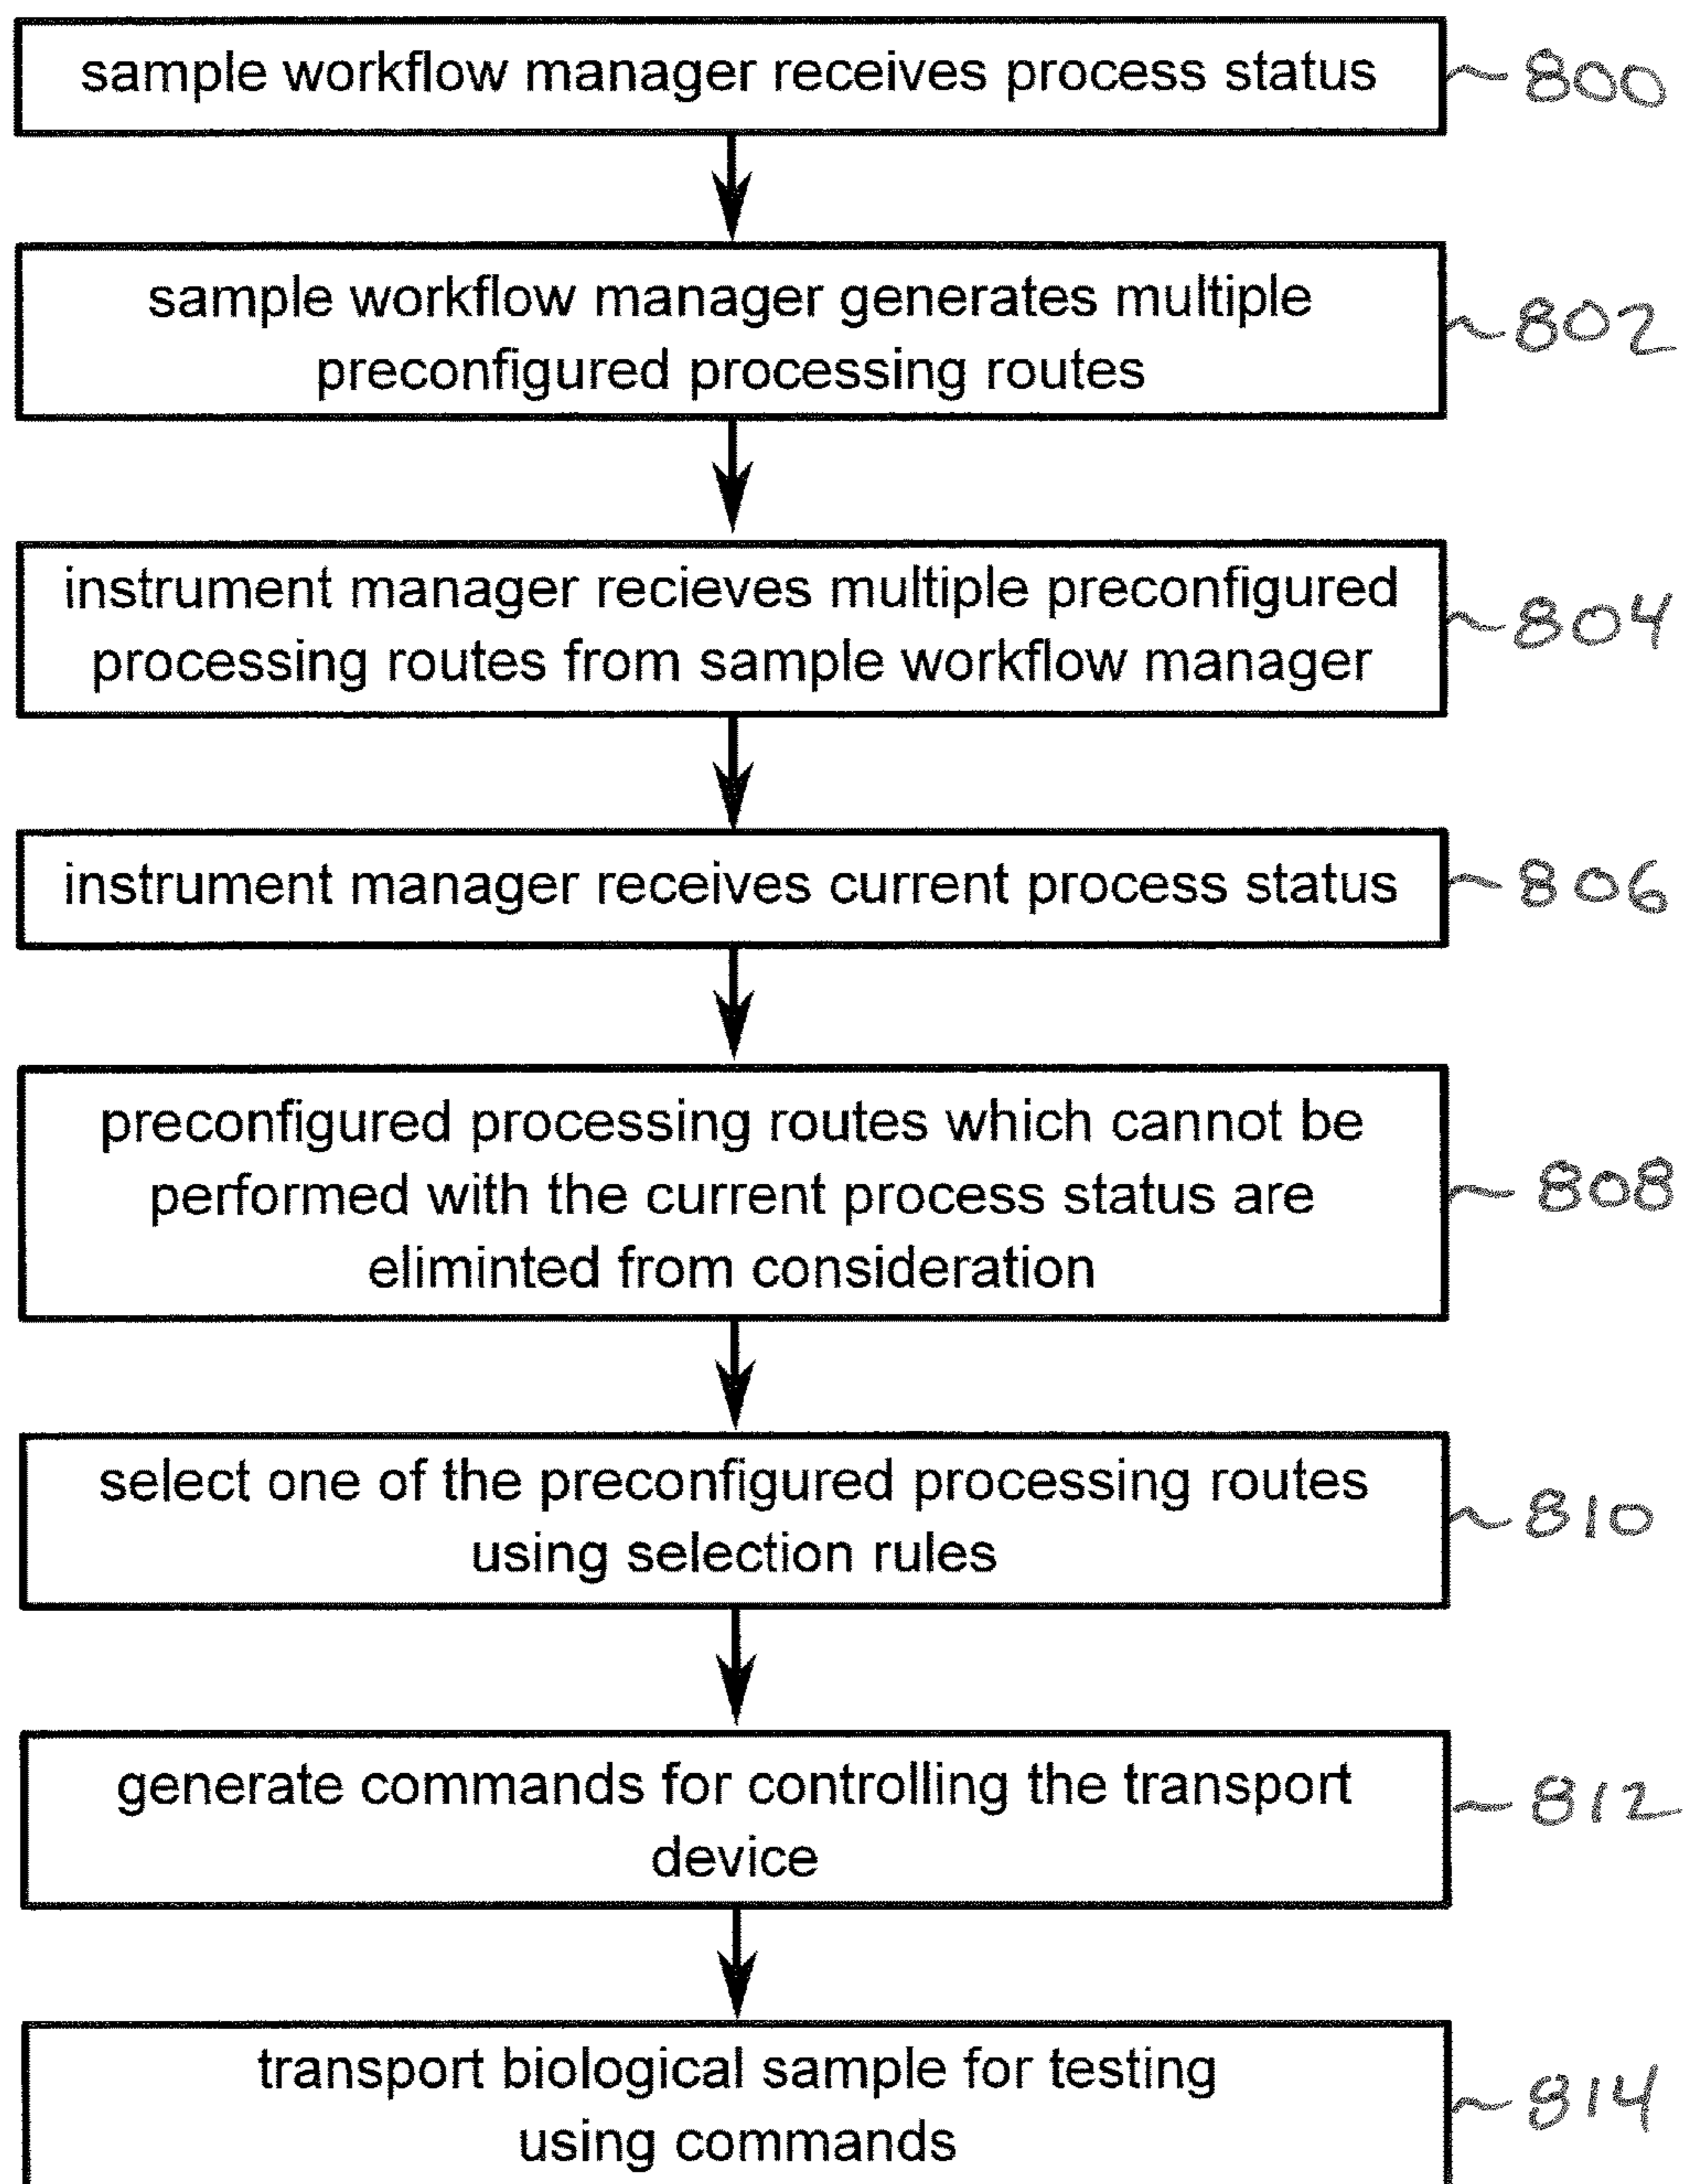 sample workflow manager receives process status
800
sample workflow manager generates multiple
preconfigured processing routes
802
instrument manager recieves multiple preconfigured
processing routes from sample workflow manager
804
instrument manager receives current process status
806
preconfigured processing routes which cannot be
performed with the current process status are
eliminted from consideration
808
select one of the preconfigured processing routes
using selection rules
810
generate commands for controlling the transport
device
812
transport biological sample for testing
using commands
814